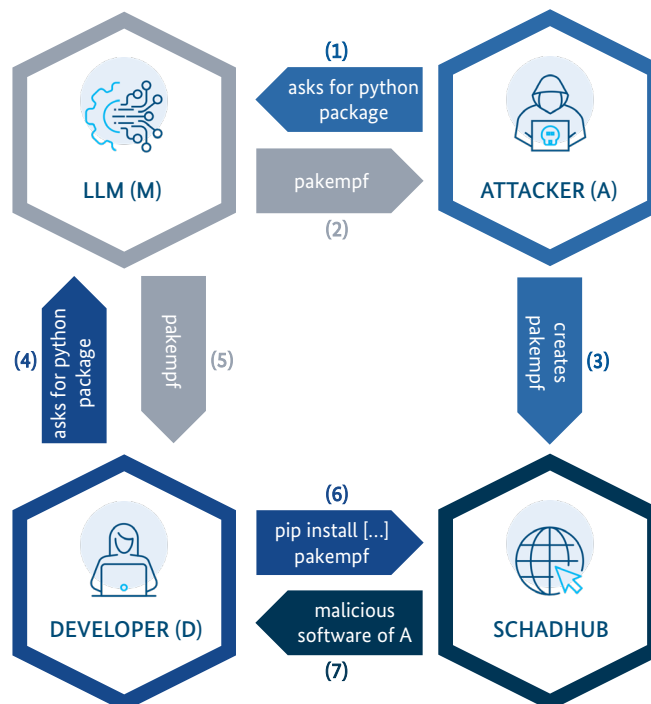 (1)
asks for python
package
LLM (M)
pakempf
(2)
ATTACKER (A)
(4)
asks for python
package
pakempf
(5)
creates
pakempf
(3)
(6)
pip install [...]
pakempf
DEVELOPER (D)
malicious
software of A
(7)
SCHADHUB